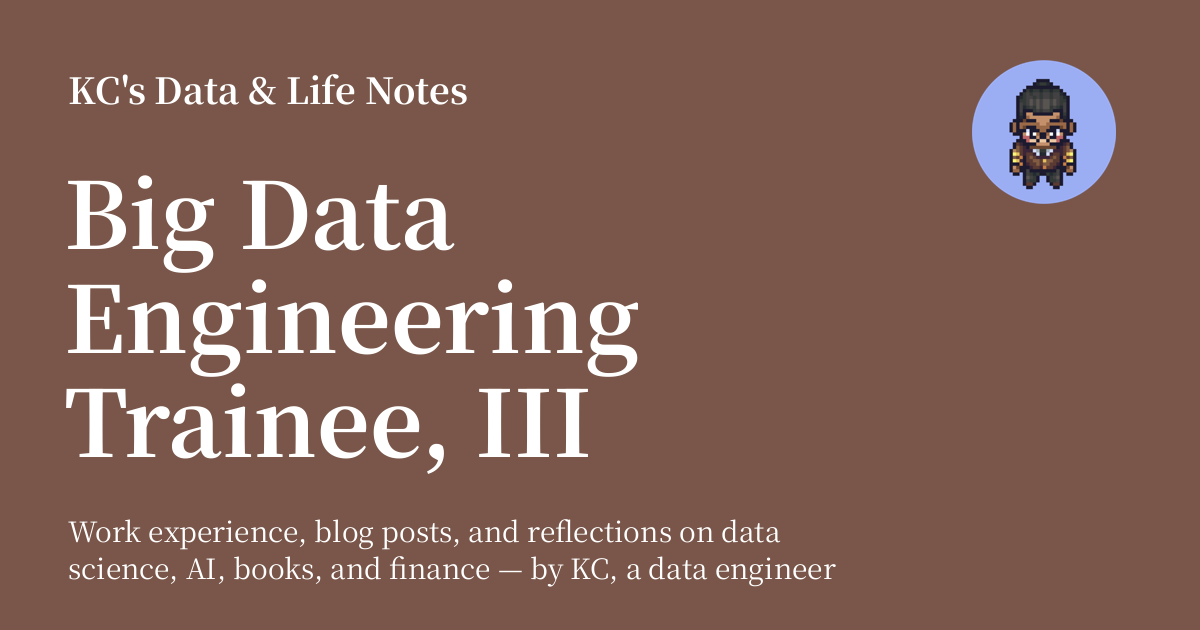 KC's Data & Life Notes
Big Data
Engineering
Trainee, III
Work experience, blog posts, and reflections on data
science, AI, books, and finance — by KC, a data engineer